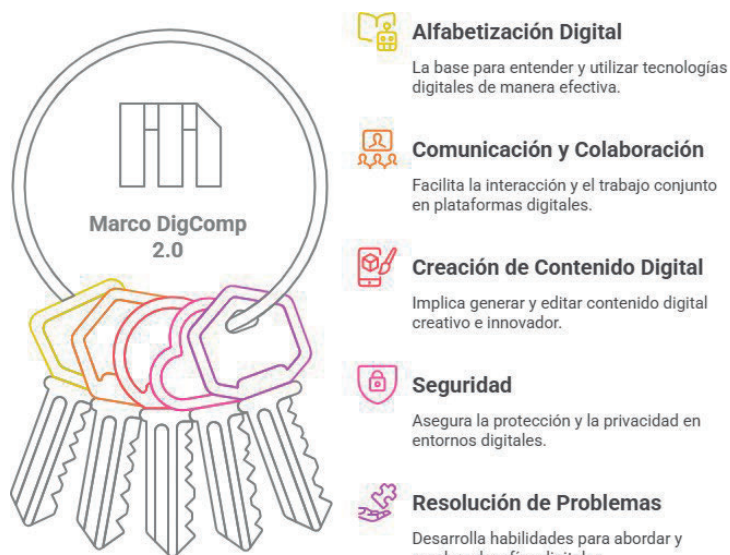 Marco DigComp
2.0
Alfabetización Digital
La base para entender y utilizar tecnologías
digitales de manera efectiva.
Comunicación y Colaboración
Facilita la interacción y el trabajo conjunto
en plataformas digitales.
Creación de Contenido Digital
Implica generar y editar contenido digital
creativo e innovador.
Seguridad
Asegura la protección y la privacidad en
entornos digitales.
Resolución de Problemas
Desarrolla habilidades para abordar y